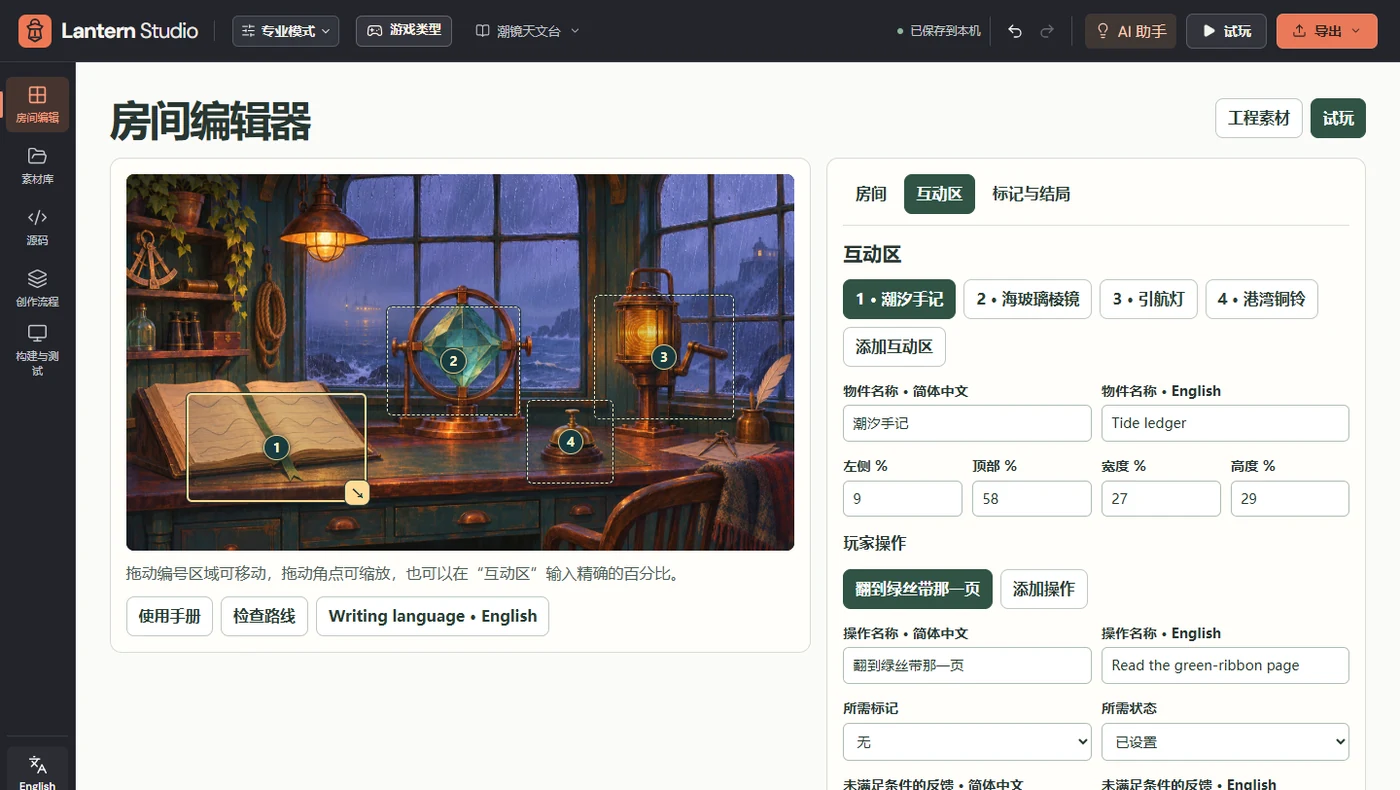 Lantern Studio
专业模式
游戏类型
潮镜天文台
已保存到本机
AI 助手
试玩
导出
房间编辑
素材库
源码
创作流程
构建与测
试
English
房间编辑器
工程素材
试玩
1
2
3
4
拖动编号区域可移动，拖动角点可缩放，也可以在“互动区”输入精确的百分比。
使用手册
检查路线
Writing language • English
房间
互动区
标记与结局
互动区
1 • 潮汐手记
2 • 海玻璃棱镜
3 • 引航灯
4 • 港湾铜铃
添加互动区
物件名称 • 简体中文
物件名称 • English
潮汐手记
Tide ledger
左侧 %
顶部 %
宽度 %
高度 %
9
58
27
29
玩家操作
翻到绿丝带那一页
添加操作
操作名称 • 简体中文
操作名称 • English
翻到绿丝带那一页
Read the green-ribbon page
所需标记
所需状态
无
已设置
未满足条件的反馈 • 简体中文
未满足条件的反馈 • English